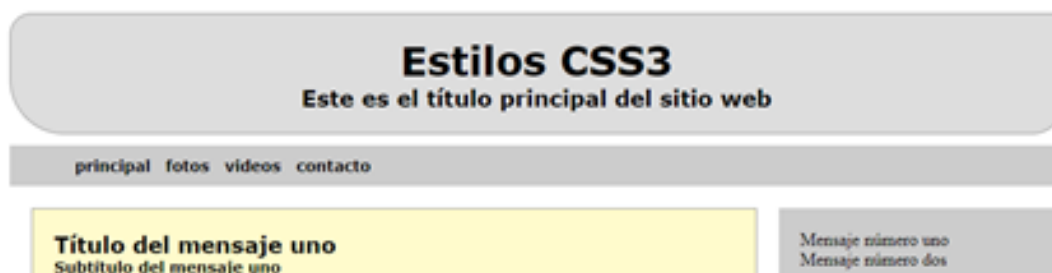 Estilos CSS3
Este es el título principal del sitio web
principal fotos videos contacto
Título del mensaje uno
Subtítulo del mensaje uno
Mensaje número uno
Mensaje número dos